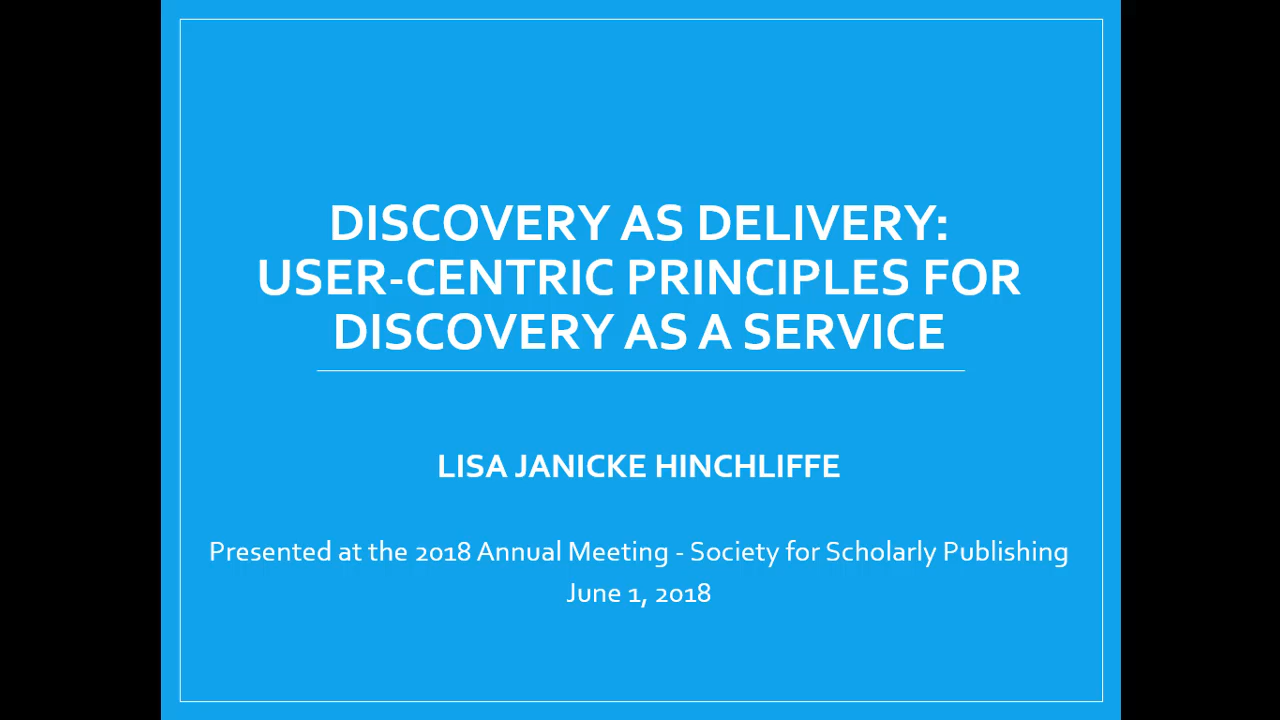 DISCOVERY AS DELIVERY:
USER-CENTRIC PRINCIPLES FOR
DISCOVERY AS A SERVICE
LISA JANICKE HINCHLIFFE
Presented at the 2018 Annual Meeting - Society for Scholarly Publishing
June 1, 2018